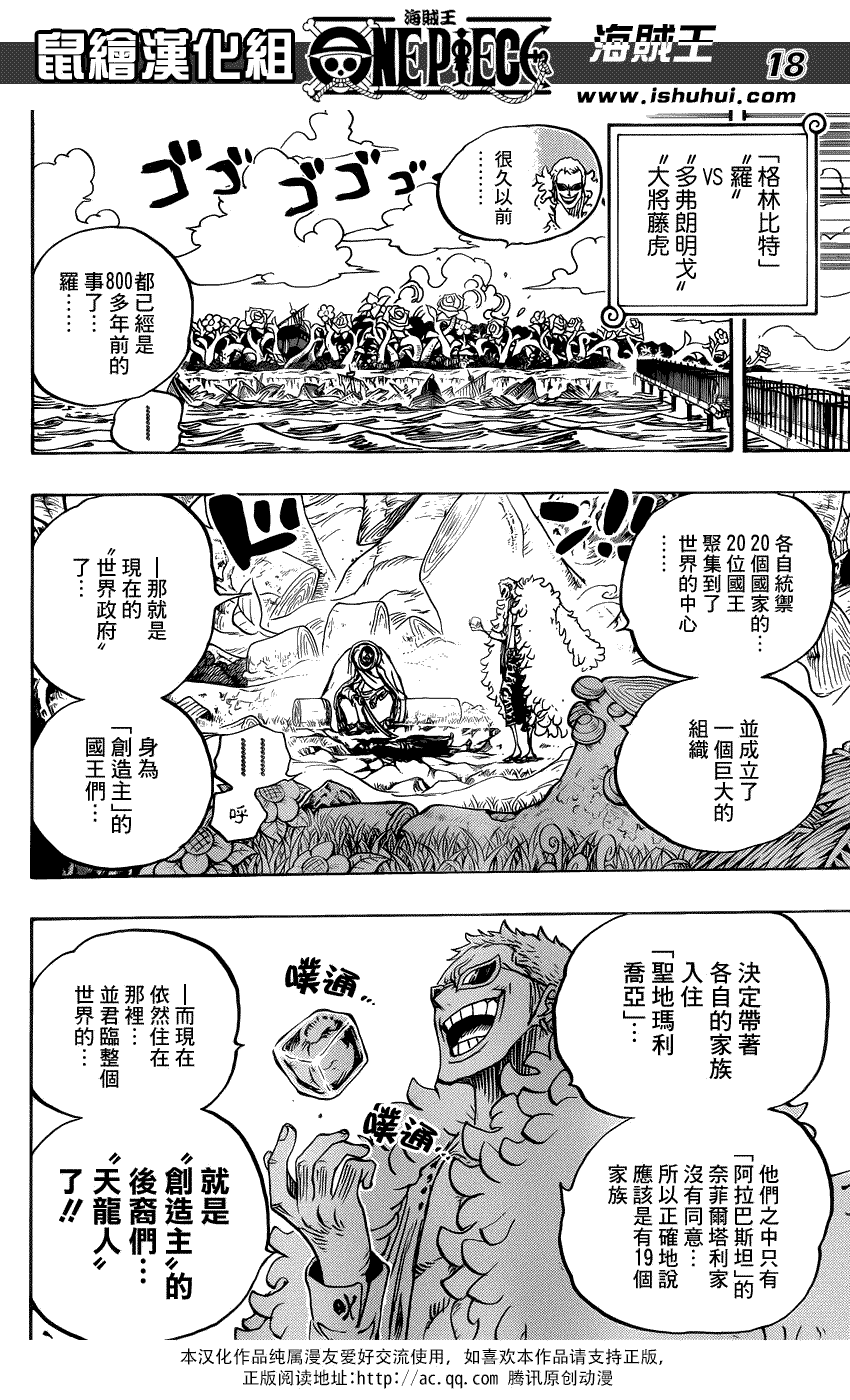 鼠繪漢化組
海賊王
ONE PIECE
海賊王
18
www.ishuhui.com
「格林比特」
〝羅〞
VS
〝多弗朗明戈〞
大將藤虎
很久以前
………
ゴゴゴゴゴ
都已經是
800多年前的
事了…
羅……
…………
各自統禦
20個國家的…
20位國王
聚集到了
世界的中心
……
並成立了
一個巨大的
組織
ドドン!!
—那就是
現在的
〝世界政府〞
了…
身為
「創造主」的
國王們…
呼
決定帶著
各自的家族
入住
「聖地瑪利
喬亞」…
他們之中只有
「阿拉巴斯坦」的
奈菲爾塔利家
沒有同意…
所以正確地說
應該是有19個
家族
噗通…
噗通…
—而現在
依然住在
那裡…
並君臨整個
世界的…
就是
〝創造主〞的
後裔們…
〝天龍人〞
了!!
本汉化作品纯属漫友爱好交流使用，如喜欢本作品请支持正版，
正版阅读地址:http://ac.qq.com 腾讯原创动漫